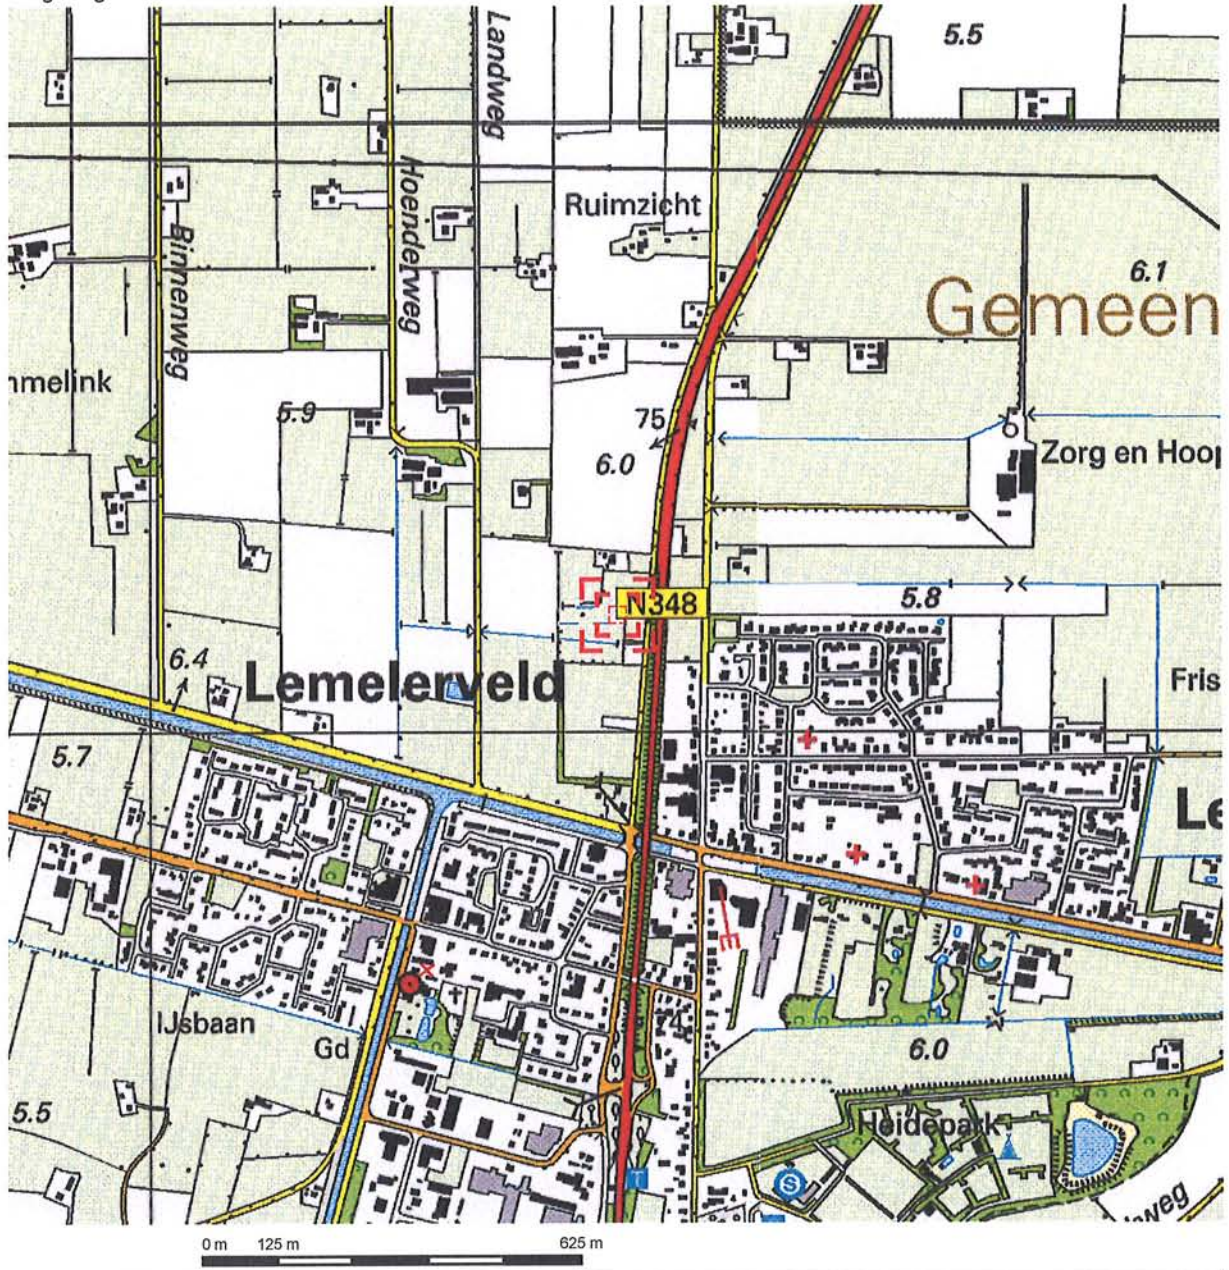 Landweg
5.5
Hoenderweg
Ruimzicht
Binnenweg
6.1
Gemeen
mmelink
5.9
75
6.0
Zorg en Hoop
N348
5.8
6.4
Lemelerveld
Fris
5.7
Le
IJsbaan
Gd
6.0
5.5
Heidepark
S
T
weg
0 m 125 m 625 m